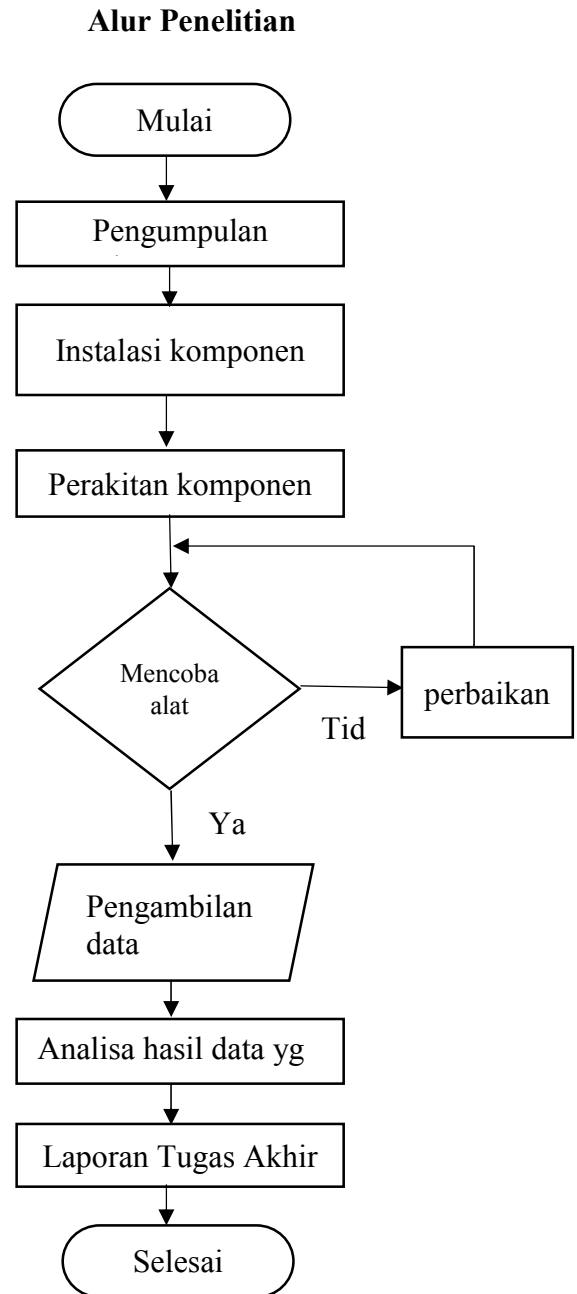 Alur Penelitian
Mulai
Pengumpulan
Instalasi komponen
Perakitan komponen
Mencoba
alat
perbaikan
Tid
Ya
Pengambilan
data
Analisa hasil data yg
Laporan Tugas Akhir
Selesai